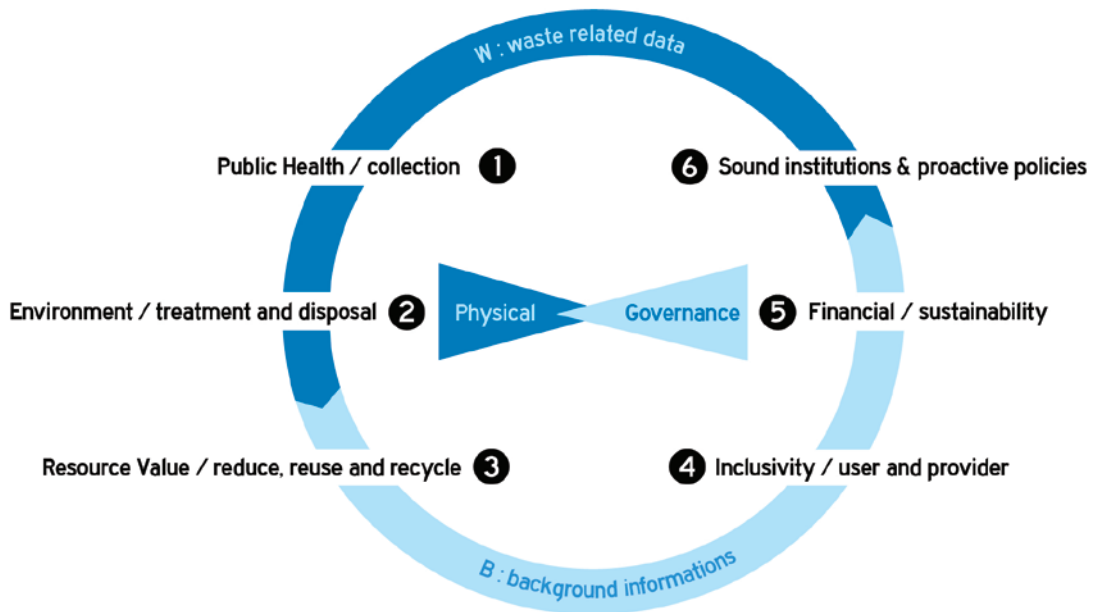 W : waste related data
Public Health / collection 1
6 Sound institutions & proactive policies
Environment / treatment and disposal 2
Physical
Governance
5 Financial / sustainability
Resource Value / reduce, reuse and recycle 3
4 Inclusivity / user and provider
B : background informations